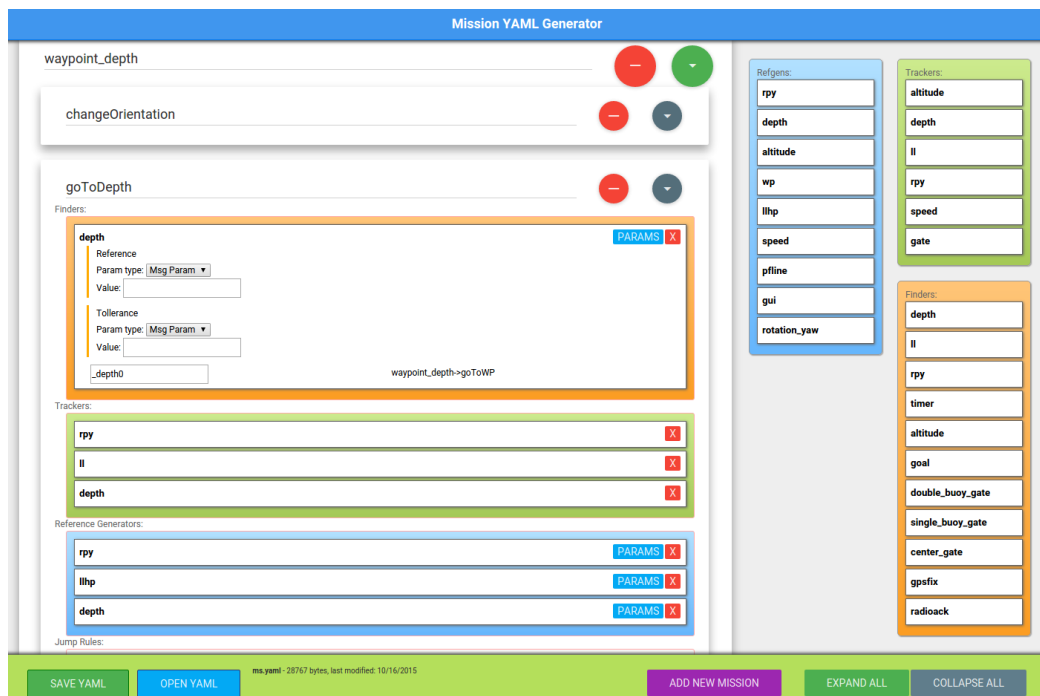 Mission YAML Generator
waypoint_depth
changeOrientation
goToDepth
Finders:
depth
PARAMS X
Reference
Param type: Msg Param
Value:
Tollerance
Param type: Msg Param
Value:
_depth0
waypoint_depth->goToWP
Trackers:
rpy X
ll X
depth X
Reference Generators:
rpy PARAMS X
llhp PARAMS X
depth PARAMS X
Jump Rules:
Refgens:
rpy
depth
altitude
wp
llhp
speed
pfline
gui
rotation_yaw
Trackers:
altitude
depth
ll
rpy
speed
gate
Finders:
depth
ll
rpy
timer
altitude
goal
double_buoy_gate
single_buoy_gate
center_gate
gpsfix
radioack
SAVE YAML
OPEN YAML
ms.yaml - 28767 bytes, last modified: 10/16/2015
ADD NEW MISSION
EXPAND ALL
COLLAPSE ALL